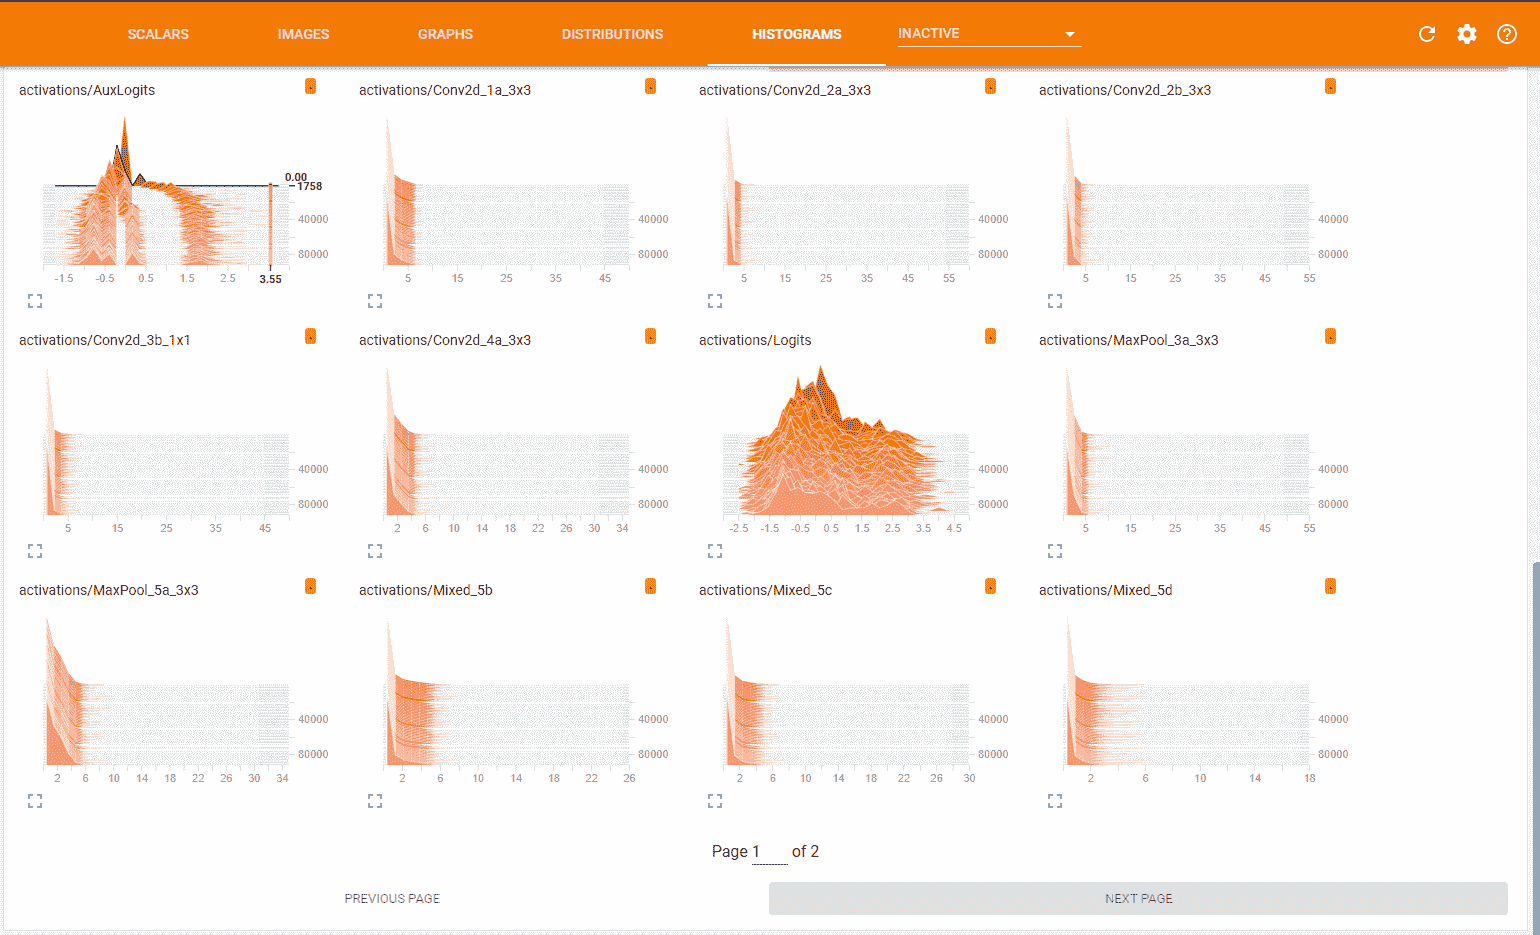 SCALARS IMAGES GRAPHS DISTRIBUTIONS HISTOGRAMS INACTIVE
activations/AuxLogits activations/Conv2d_1a_3x3 activations/Conv2d_2a_3x3 activations/Conv2d_2b_3x3
0.00
1758
40000 40000 40000 40000
80000 80000 80000 80000
-1.5 -0.5 0.5 1.5 2.5 3.55 5 15 25 35 45 5 15 25 35 45 55 5 15 25 35 45 55
activations/Conv2d_3b_1x1 activations/Conv2d_4a_3x3 activations/Logits activations/MaxPool_3a_3x3
40000 40000 40000 40000
80000 80000 80000 80000
5 15 25 35 45 2 6 10 14 18 22 26 30 34 -2.5 -1.5 -0.5 0.5 1.5 2.5 3.5 4.5 5 15 25 35 45 55
activations/MaxPool_5a_3x3 activations/Mixed_5b activations/Mixed_5c activations/Mixed_5d
40000 40000 40000 40000
80000 80000 80000 80000
2 6 10 14 18 22 26 30 34 2 6 10 14 18 22 26 2 6 10 14 18 22 26 30 2 6 10 14 18
Page 1 of 2
PREVIOUS PAGE NEXT PAGE